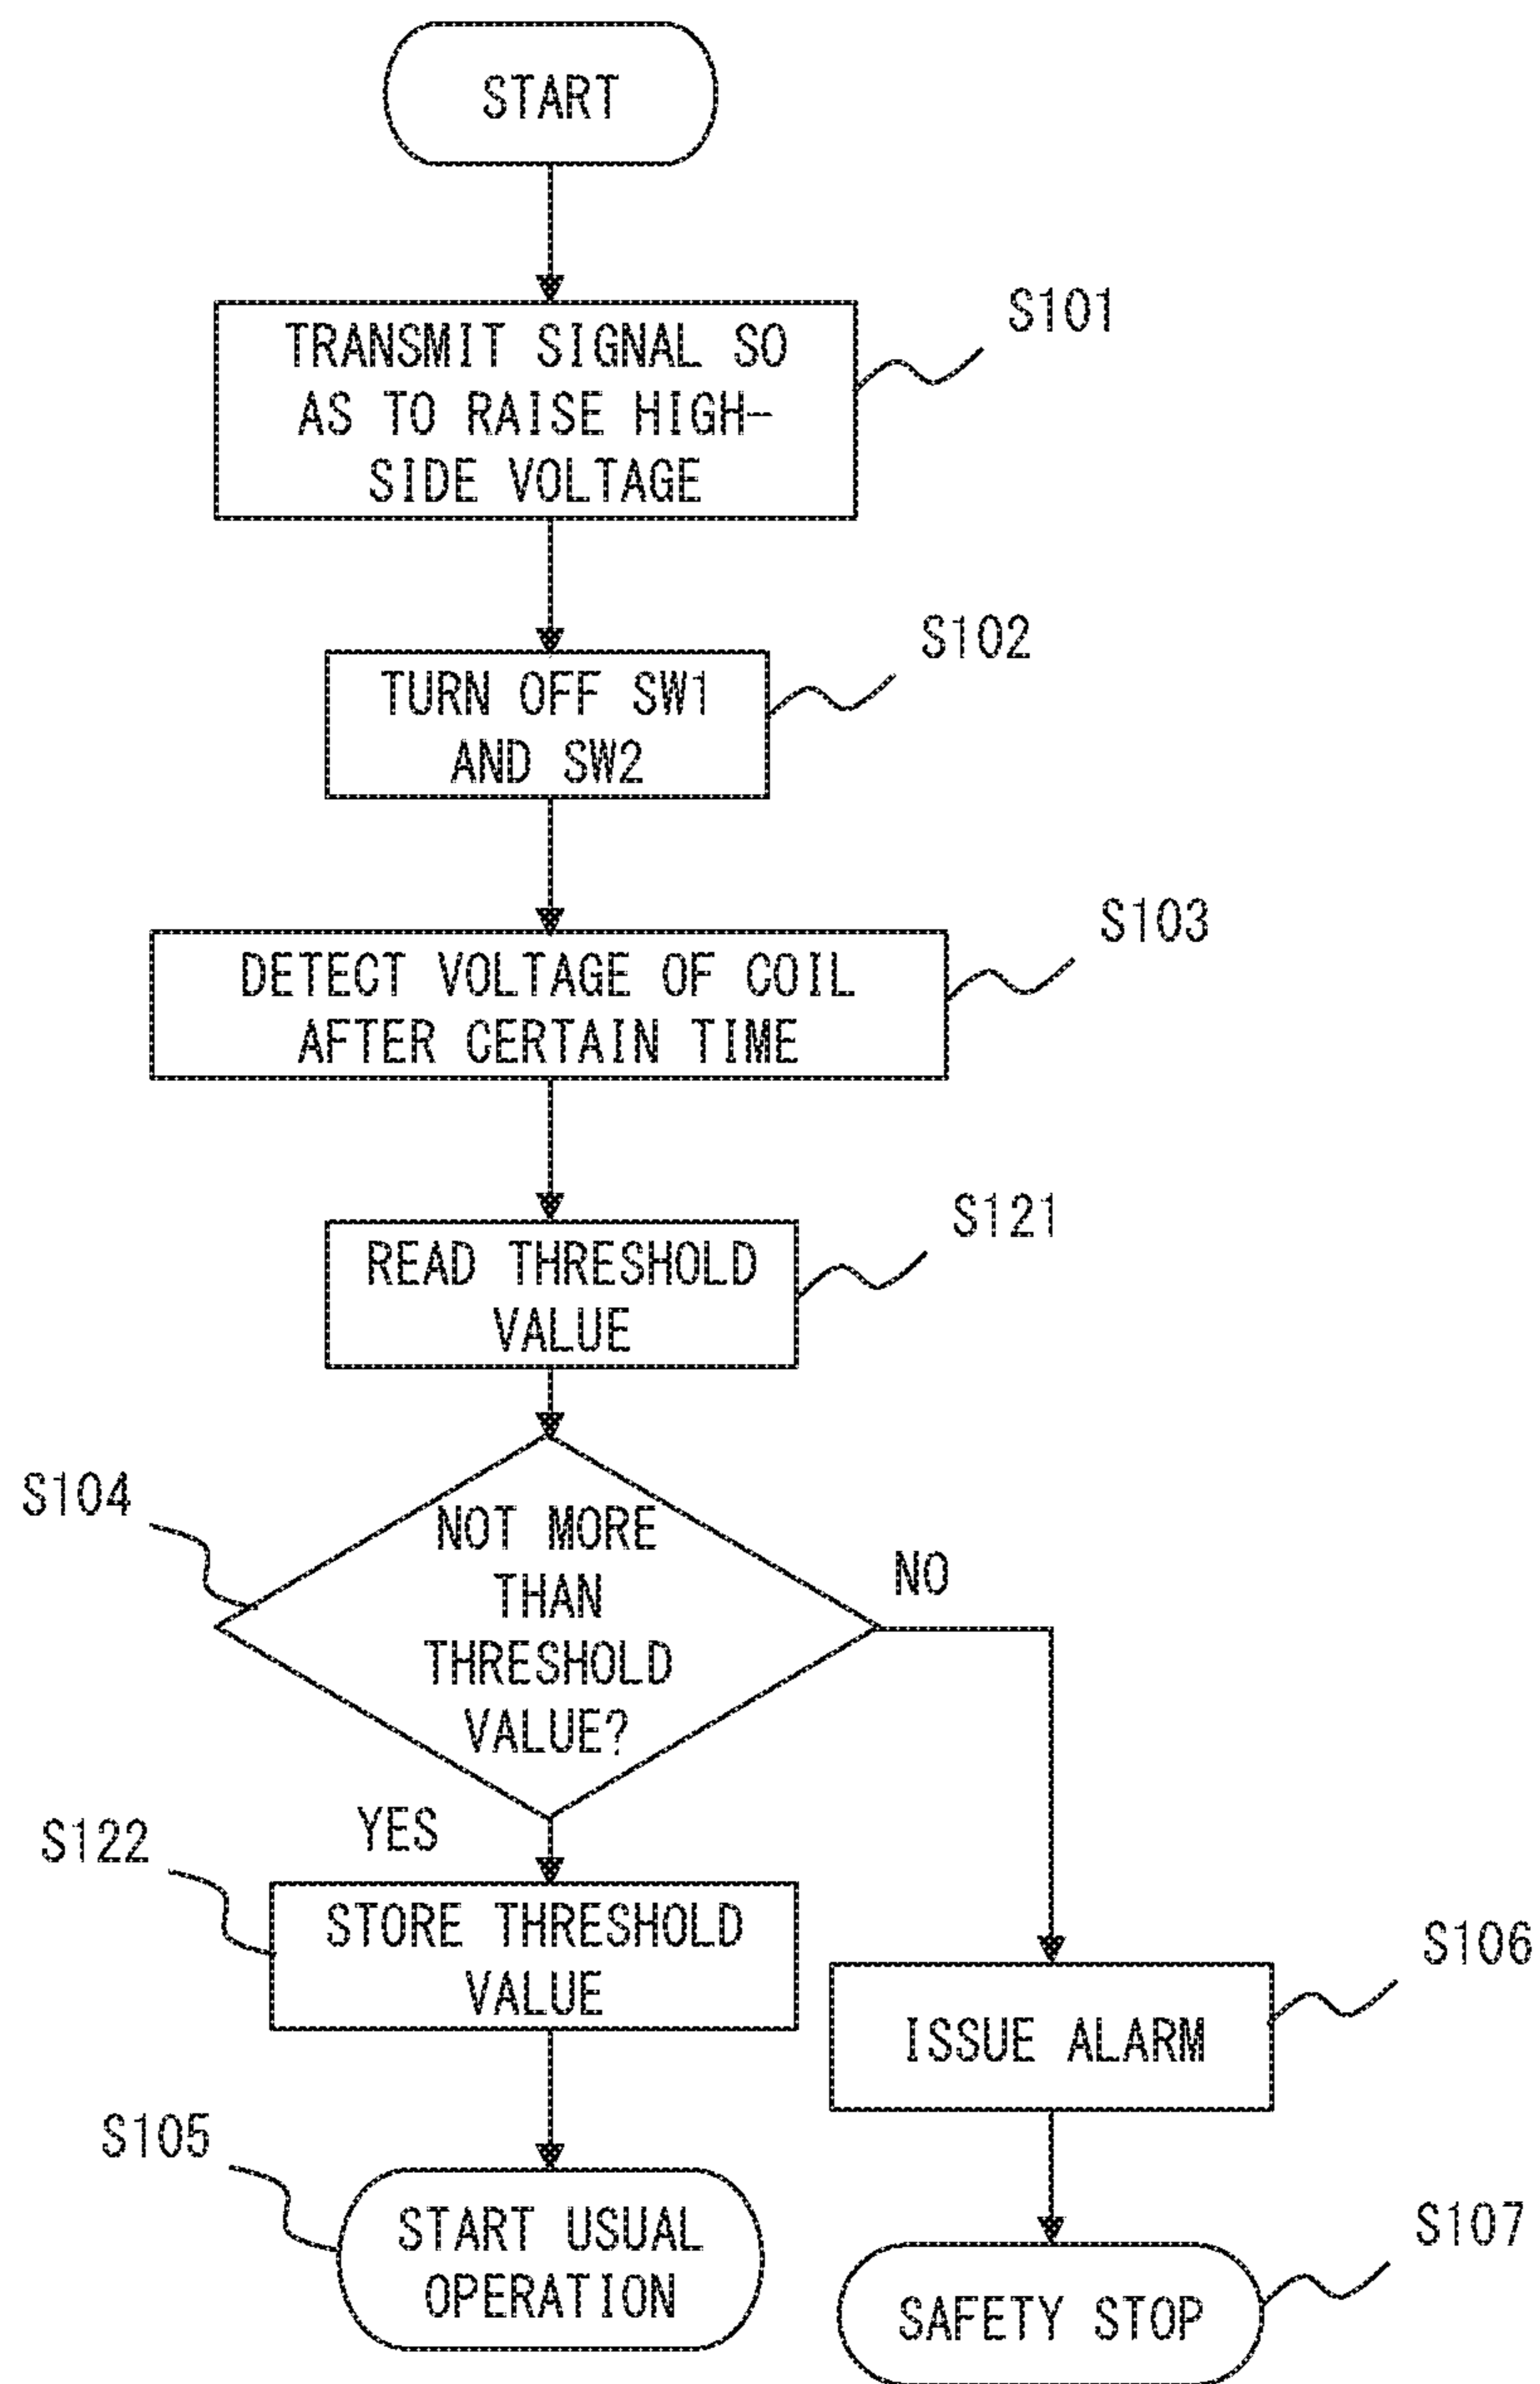 START
S101
TRANSMIT SIGNAL SO
AS TO RAISE HIGH-
SIDE VOLTAGE
S102
TURN OFF SW1
AND SW2
S103
DETECT VOLTAGE OF COIL
AFTER CERTAIN TIME
S121
READ THRESHOLD
VALUE
S104
NOT MORE
THAN
THRESHOLD
VALUE?
NO
YES
S122
STORE THRESHOLD
VALUE
S106
ISSUE ALARM
S105
START USUAL
OPERATION
S107
SAFETY STOP